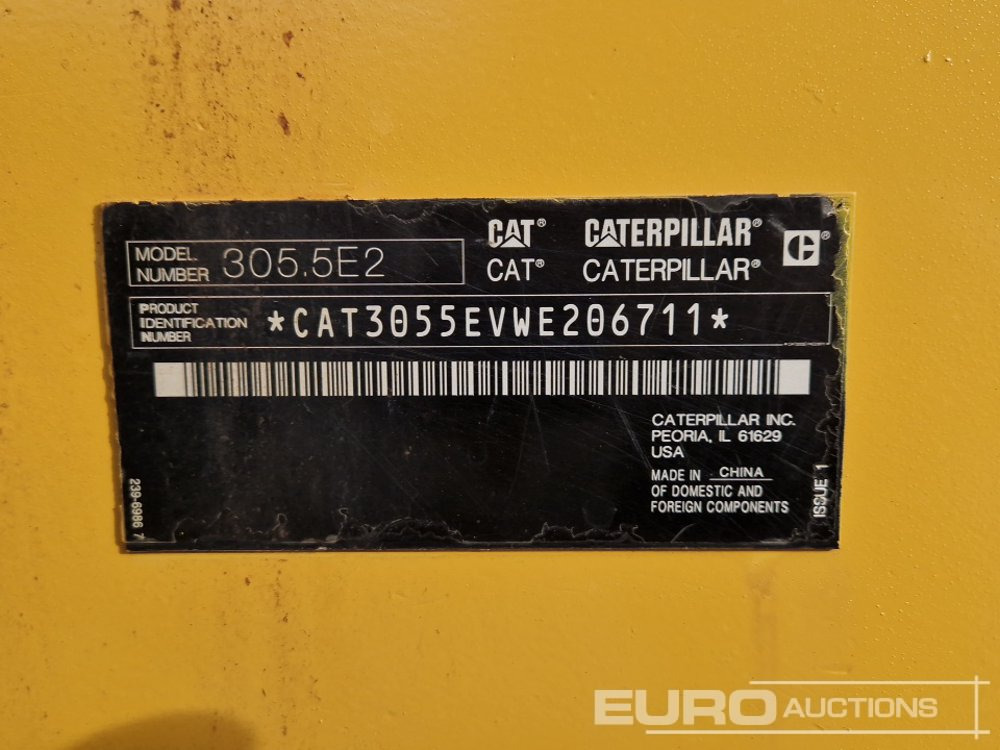 MODEL NUMBER 305.5E2
CAT® CATERPILLAR®
CAT® CATERPILLAR®
PRODUCT IDENTIFICATION NUMBER *CAT3055EVWE206711*
CATERPILLAR INC.
PEORIA, IL 61629
USA
MADE IN CHINA
OF DOMESTIC AND
FOREIGN COMPONENTS
239-6986 7
ISSUE 1
EURO AUCTIONS